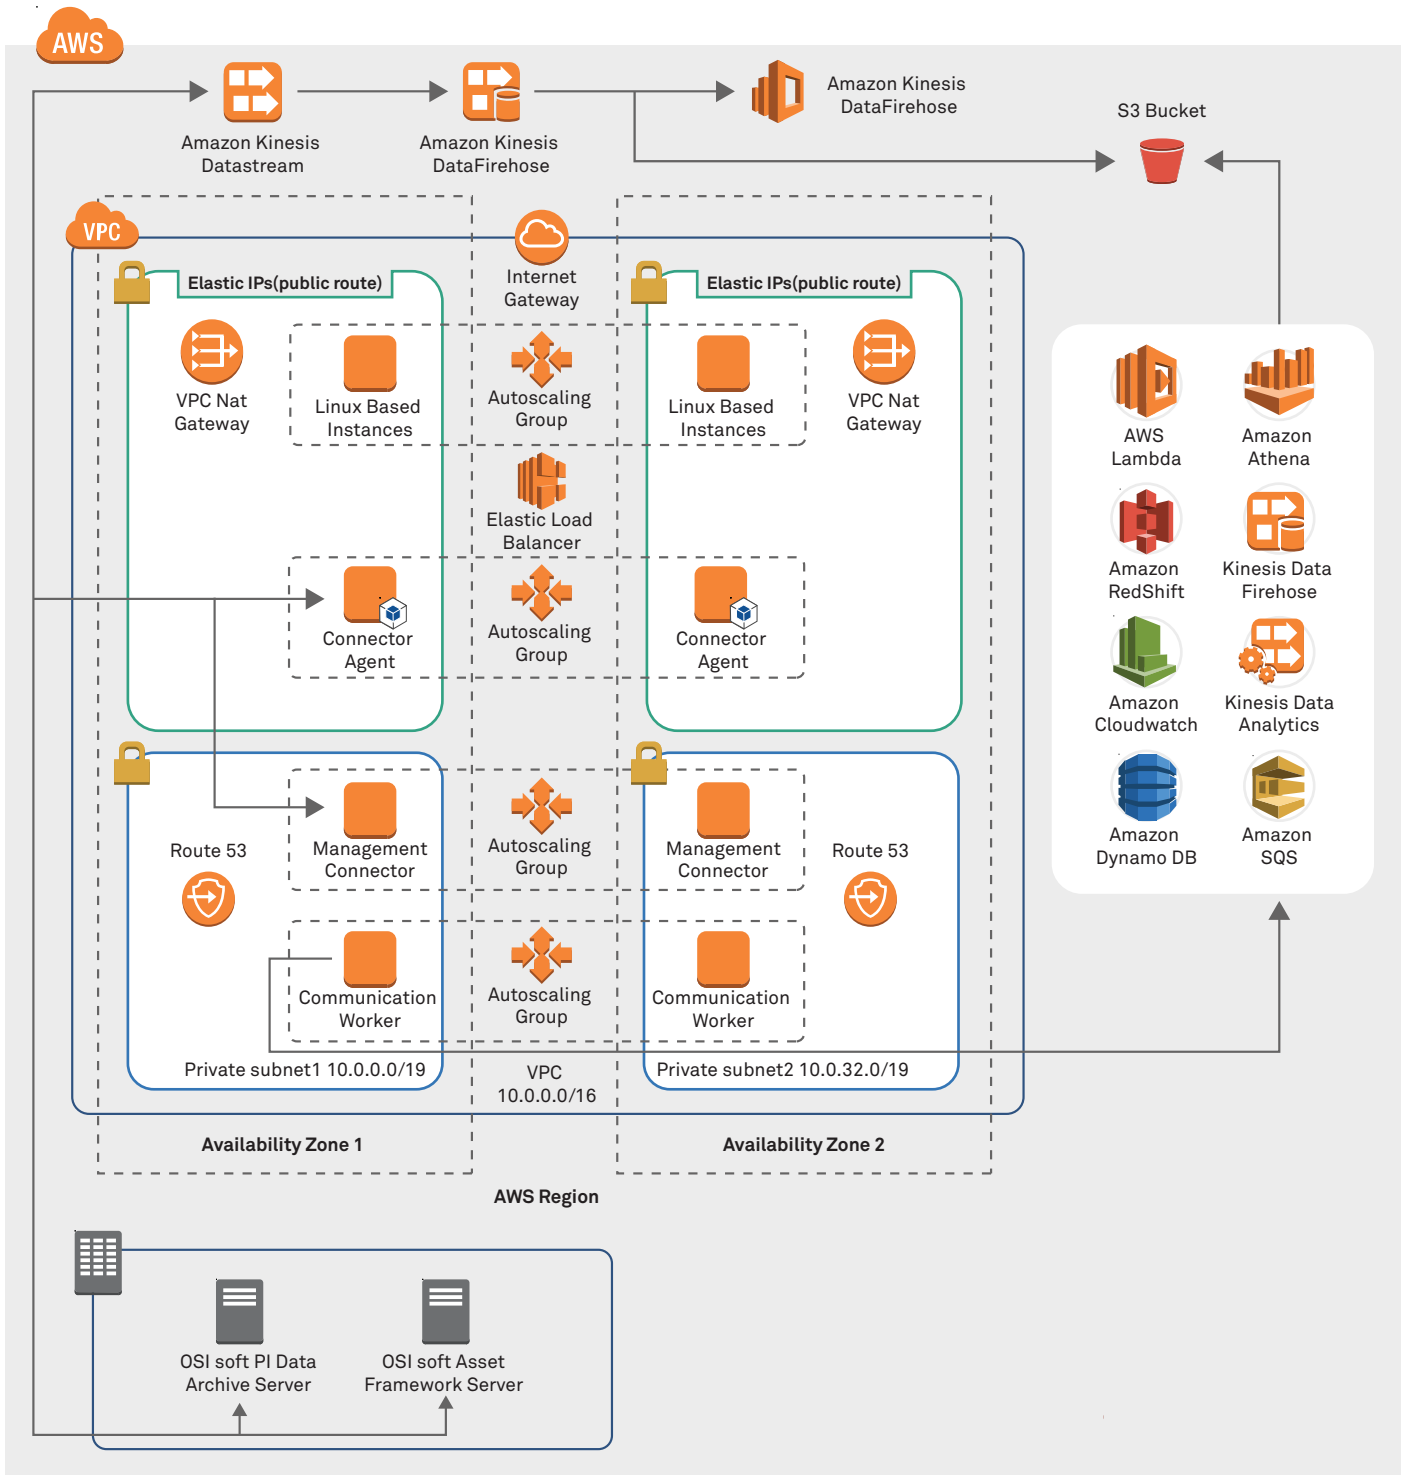 AWS
Amazon Kinesis
Datastream
Amazon Kinesis
DataFirehose
Amazon Kinesis
DataFirehose
S3 Bucket
VPC
Internet
Gateway
Elastic IPs(public route)
Elastic IPs(public route)
VPC Nat
Gateway
Linux Based
Instances
Autoscaling
Group
Linux Based
Instances
VPC Nat
Gateway
Elastic Load
Balancer
Connector
Agent
Autoscaling
Group
Connector
Agent
Route 53
Management
Connector
Autoscaling
Group
Management
Connector
Route 53
Communication
Worker
Autoscaling
Group
Communication
Worker
Private subnet1 10.0.0.0/19
VPC
10.0.0.0/16
Private subnet2 10.0.32.0/19
Availability Zone 1
Availability Zone 2
AWS Region
AWS
Lambda
Amazon
Athena
Amazon
RedShift
Kinesis Data
Firehose
Amazon
Cloudwatch
Kinesis Data
Analytics
Amazon
Dynamo DB
Amazon
SQS
OSI soft PI Data
Archive Server
OSI soft Asset
Framework Server